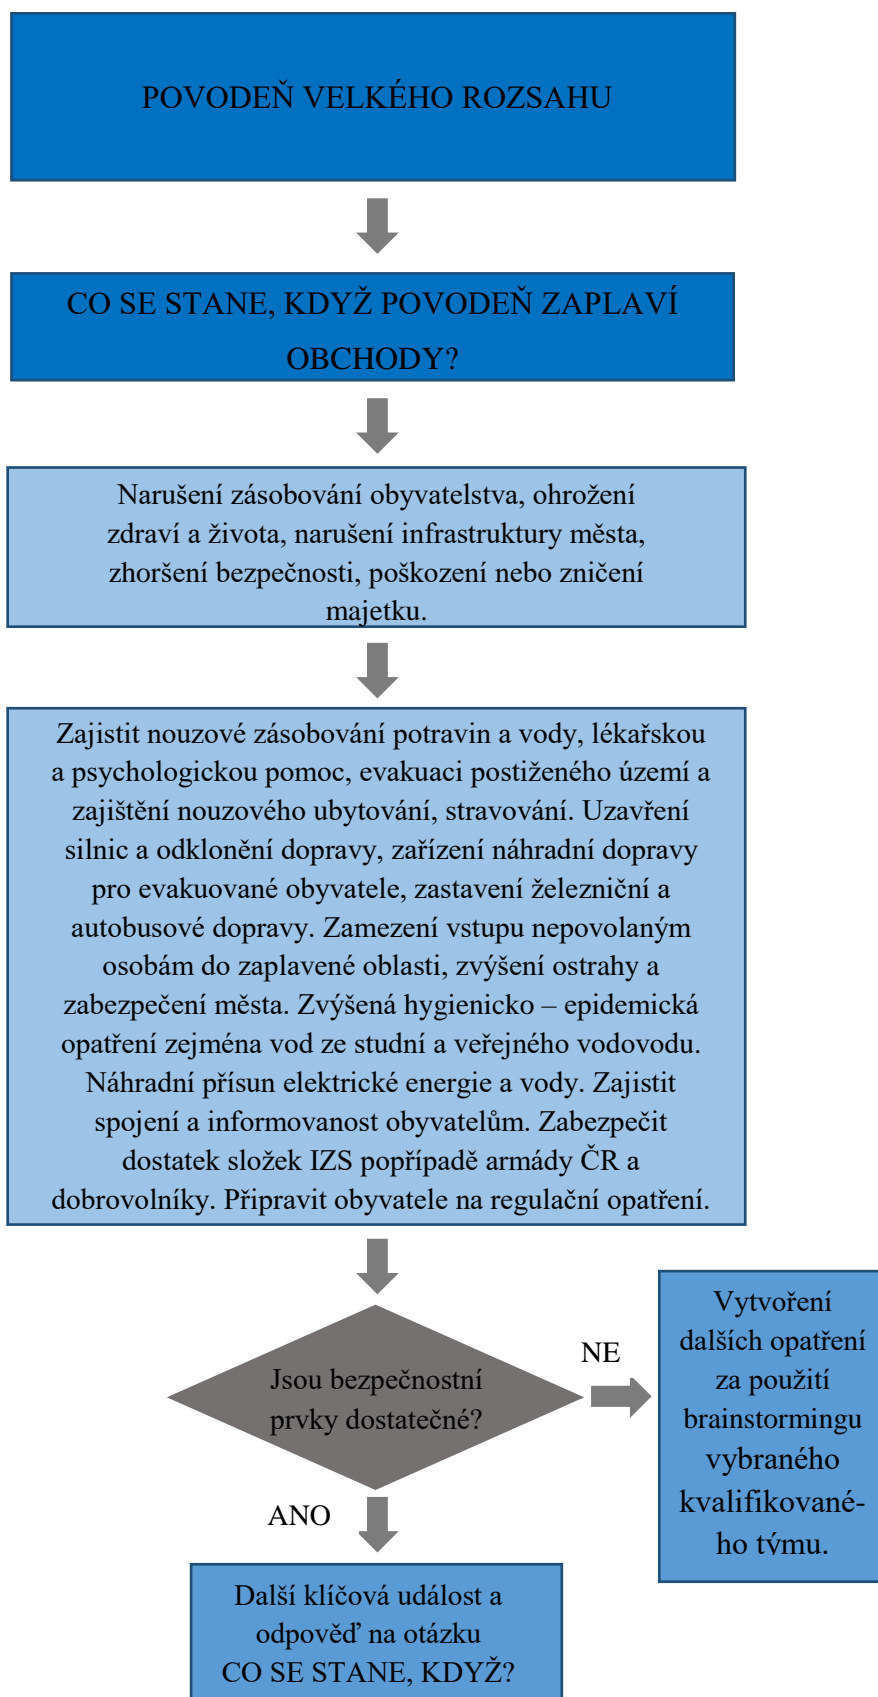 POVODEŇ VELKÉHO ROZSAHU
CO SE STANE, KDYŽ POVODEŇ ZAPLAVÍ
OBCHODY?
Narušení zásobování obyvatelstva, ohrožení
zdraví a života, narušení infrastruktury města,
zhoršení bezpečnosti, poškození nebo zničení
majetku.
Zajistit nouzové zásobování potravin a vody, lékařskou
a psychologickou pomoc, evakuaci postiženého území a
zajištění nouzového ubytování, stravování. Uzavření
silnic a odklonění dopravy, zařízení náhradní dopravy
pro evakuované obyvatele, zastavení železniční a
autobusové dopravy. Zamezení vstupu nepovolaným
osobám do zaplavené oblasti, zvýšení ostrahy a
zabezpečení města. Zvýšená hygienicko – epidemická
opatření zejména vod ze studní a veřejného vodovodu.
Náhradní přísun elektrické energie a vody. Zajistit
spojení a informovanost obyvatelům. Zabezpečit
dostatek složek IZS popřípadě armády ČR a
dobrovolníky. Připravit obyvatele na regulační opatření.
Jsou bezpečnostní
prvky dostatečné?
NE
Vytvoření
dalších opatření
za použití
brainstormingu
vybraného
kvalifikované-
ho týmu.
ANO
Další klíčová událost a
odpověď na otázku
CO SE STANE, KDYŽ?